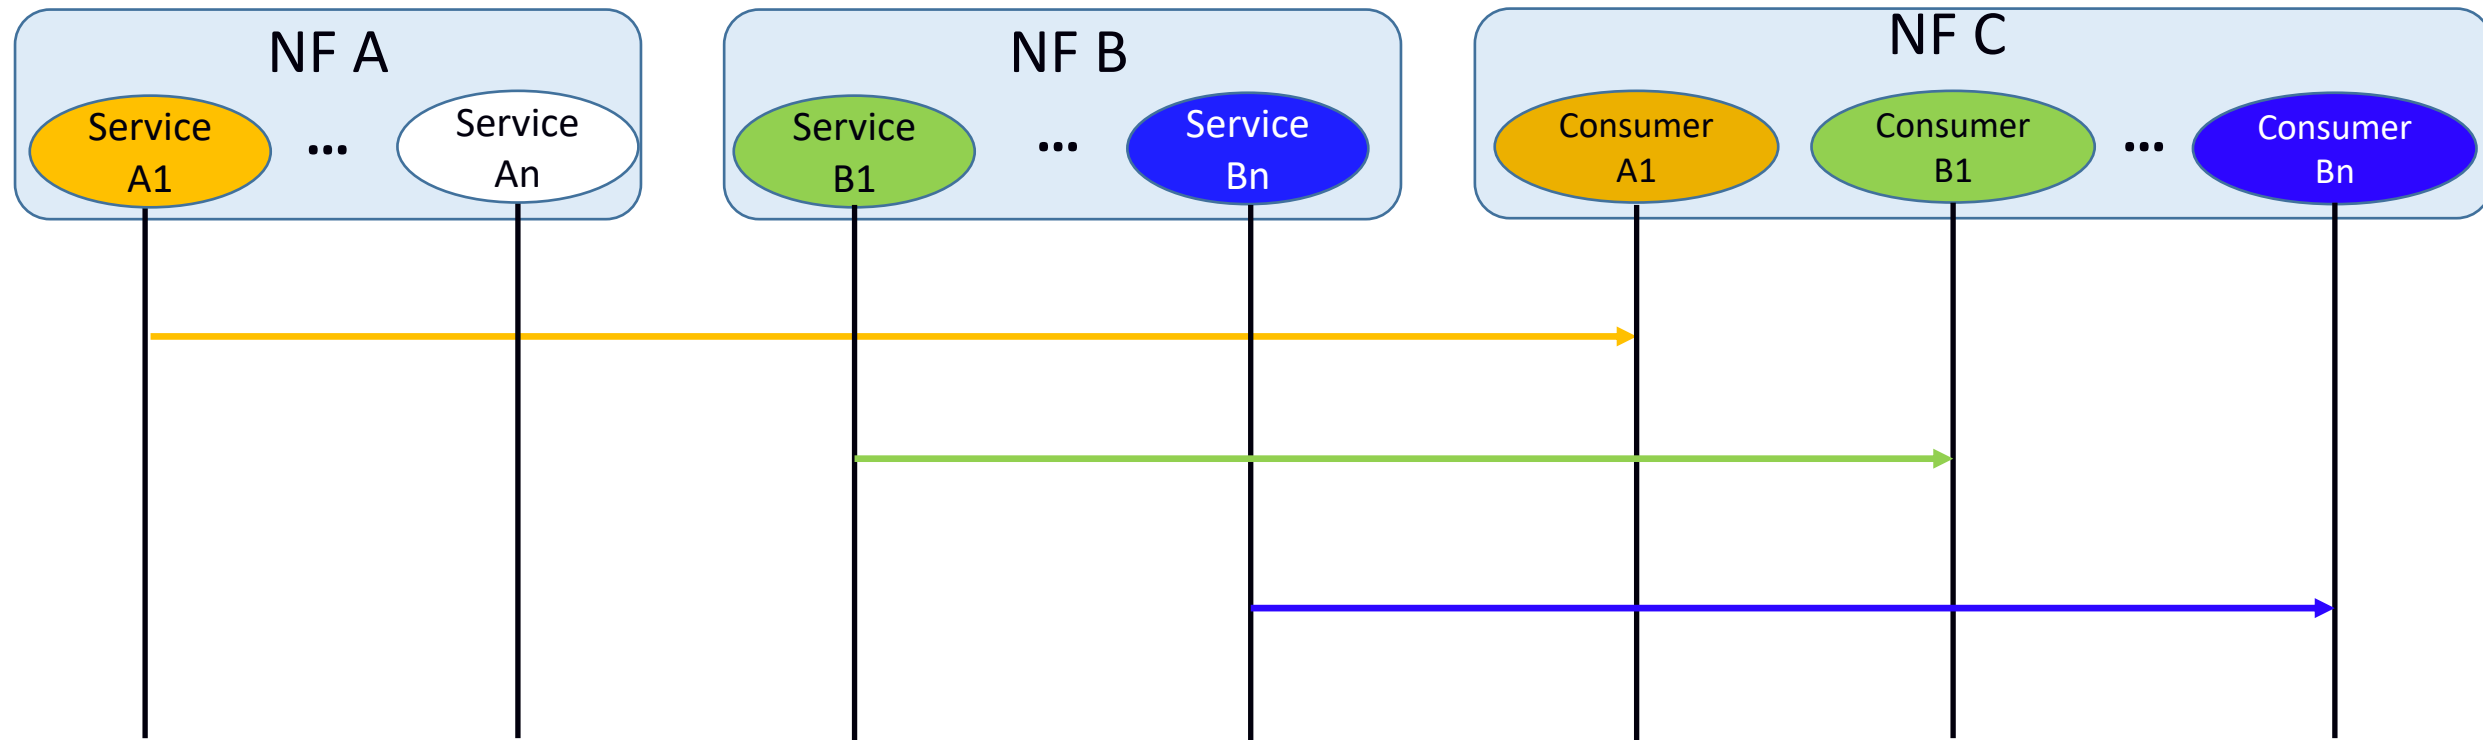 NF A
Service
A1
...
Service
An
NF B
Service
B1
...
Service
Bn
NF C
Consumer
A1
Consumer
B1
...
Consumer
Bn